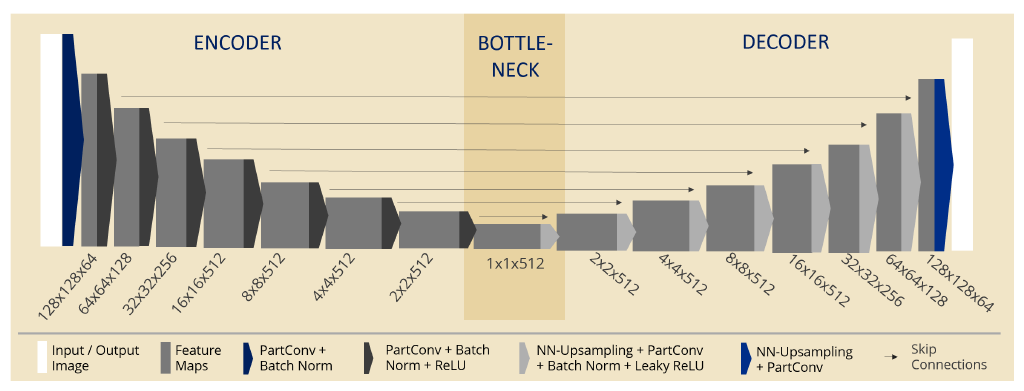 ENCODER
BOTTLE-
NECK
DECODER
128x128x64
64x64x128
32x32x256
16x16x512
8x8x512
4x4x512
2x2x512
1x1x512
2x2x512
4x4x512
8x8x512
16x16x512
32x32x256
64x64x128
128x128x64
Input / Output
Image
Feature
Maps
PartConv +
Batch Norm
PartConv + Batch
Norm + ReLU
NN-Upsampling + PartConv
+ Batch Norm + Leaky ReLU
NN-Upsampling
+ PartConv
Skip
Connections